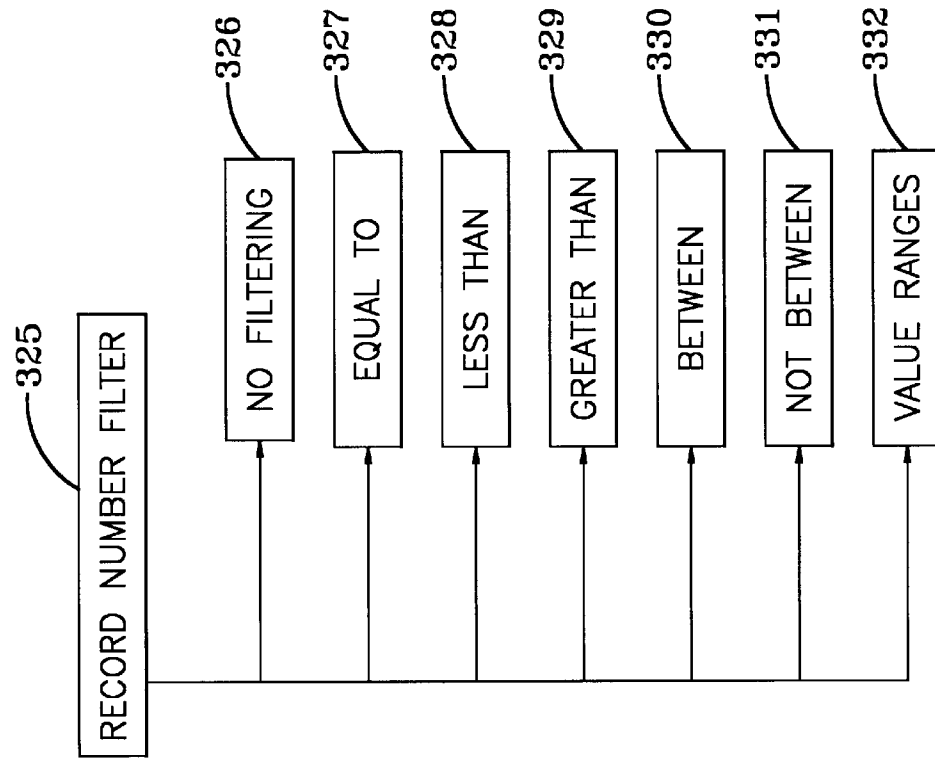 325
RECORD NUMBER FILTER
326
NO FILTERING
327
EQUAL TO
328
LESS THAN
329
GREATER THAN
330
BETWEEN
331
NOT BETWEEN
332
VALUE RANGES